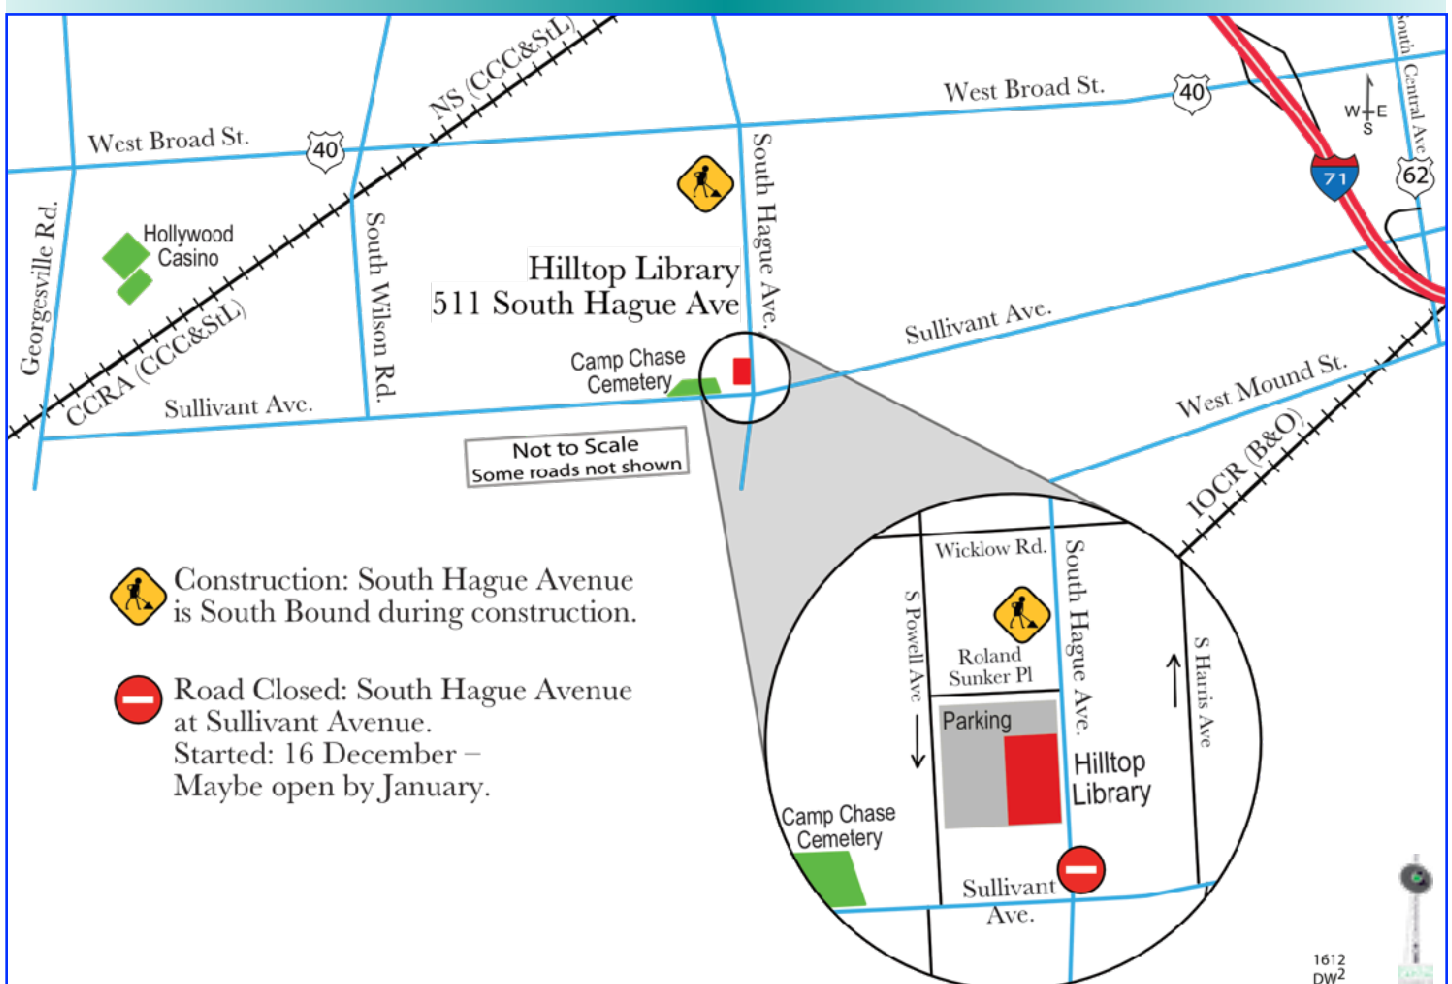 NS (CCC&StL)
West Broad St.
40
West Broad St.
40
South Central Ave
W E
S
71
62
Georgesville Rd.
Hollywood
Casino
South Wilson Rd.
South Hague Ave.
Hilltop Library
511 South Hague Ave
CCRA (CCC&StL)
Sullivant Ave.
Camp Chase
Cemetery
Sullivant Ave.
West Mound St.
IOCR (B&O)
Not to Scale
Some roads not shown
Construction: South Hague Avenue
is South Bound during construction.
Road Closed: South Hague Avenue
at Sullivant Avenue.
Started: 16 December –
Maybe open by January.
Wicklow Rd.
South Hague Ave.
S Powell Ave
Roland
Sunker Pl
S Harris Ave
Parking
Hilltop
Library
Camp Chase
Cemetery
Sullivant
Ave.
1612
DW2